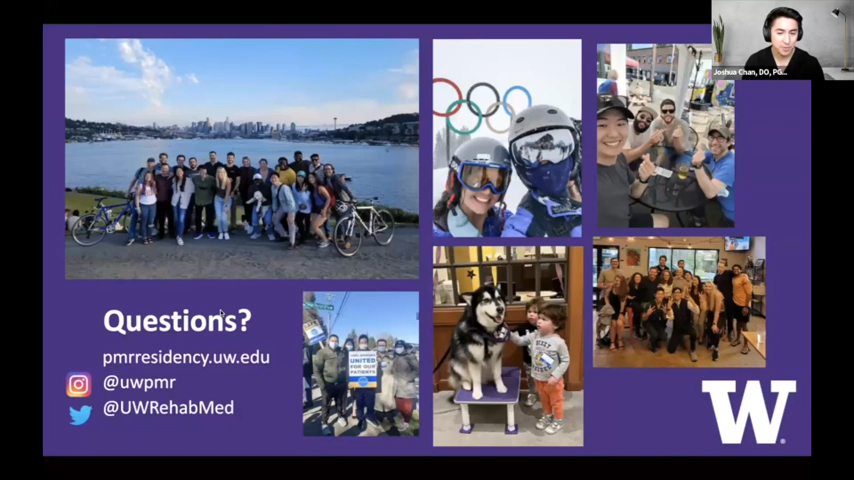 Joshua Chan, DO, PG...
UNITED
FOR OUR
PATIENTS
Questions?
pmrresidency.uw.edu
@uwpmr
@UWRehabMed
W